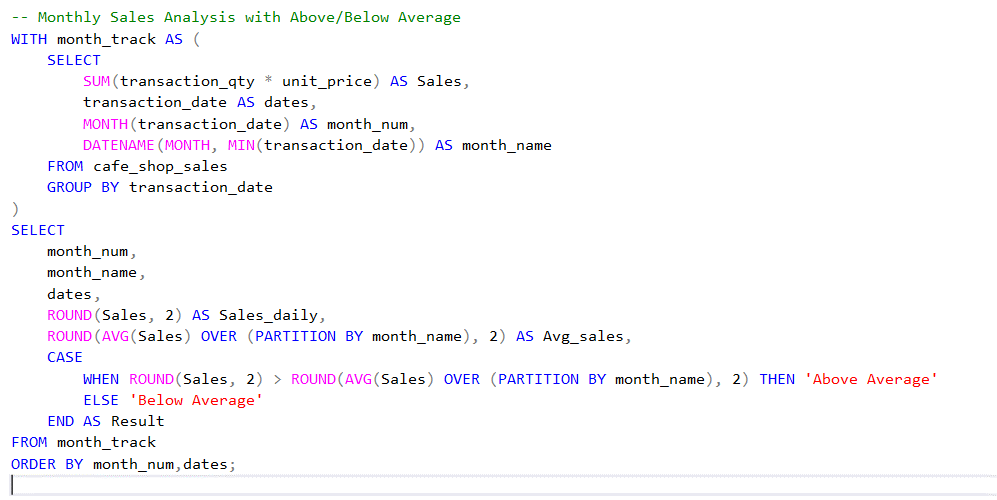 -- Monthly Sales Analysis with Above/Below Average
WITH month_track AS (
    SELECT
        SUM(transaction_qty * unit_price) AS Sales,
        transaction_date AS dates,
        MONTH(transaction_date) AS month_num,
        DATENAME(MONTH, MIN(transaction_date)) AS month_name
    FROM cafe_shop_sales
    GROUP BY transaction_date
)
SELECT
    month_num,
    month_name,
    dates,
    ROUND(Sales, 2) AS Sales_daily,
    ROUND(AVG(Sales) OVER (PARTITION BY month_name), 2) AS Avg_sales,
    CASE
        WHEN ROUND(Sales, 2) > ROUND(AVG(Sales) OVER (PARTITION BY month_name), 2) THEN 'Above Average'
        ELSE 'Below Average'
    END AS Result
FROM month_track
ORDER BY month_num,dates;